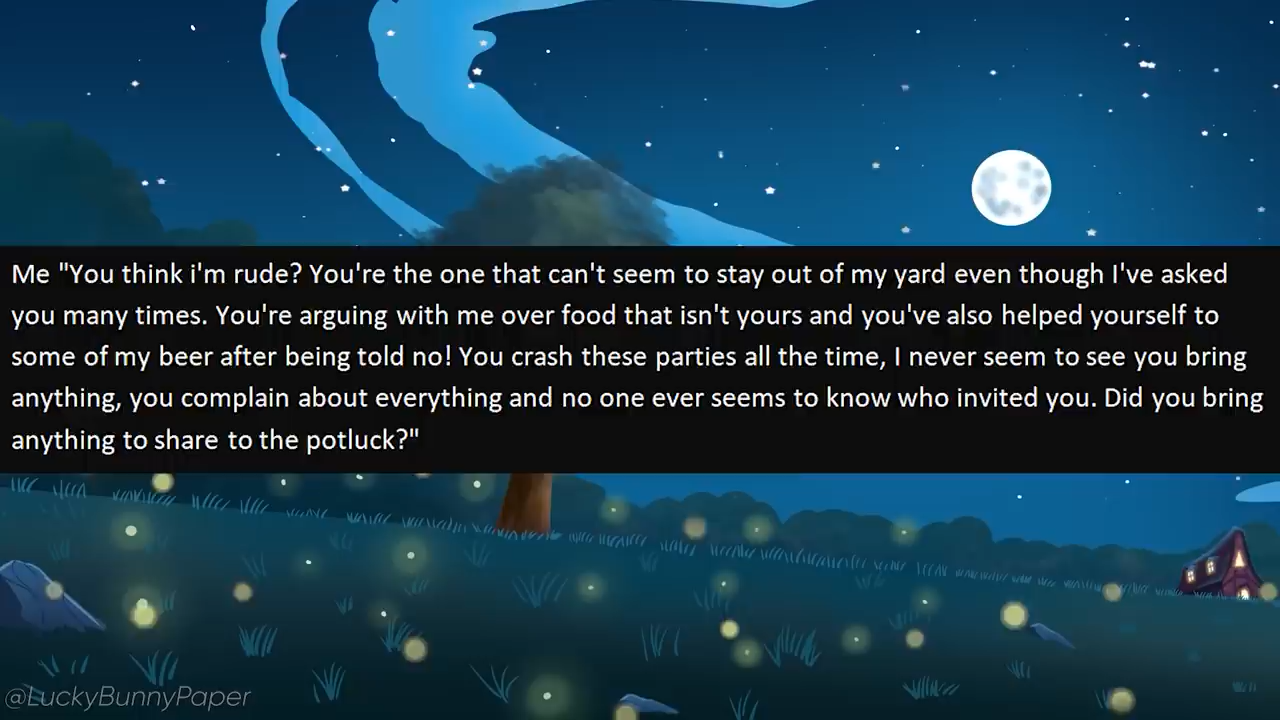 Me "You think i'm rude? You're the one that can't seem to stay out of my yard even though I've asked
you many times. You're arguing with me over food that isn't yours and you've also helped yourself to
some of my beer after being told no! You crash these parties all the time, I never seem to see you bring
anything, you complain about everything and no one ever seems to know who invited you. Did you bring
anything to share to the potluck?"
@LuckyBunnyPaper